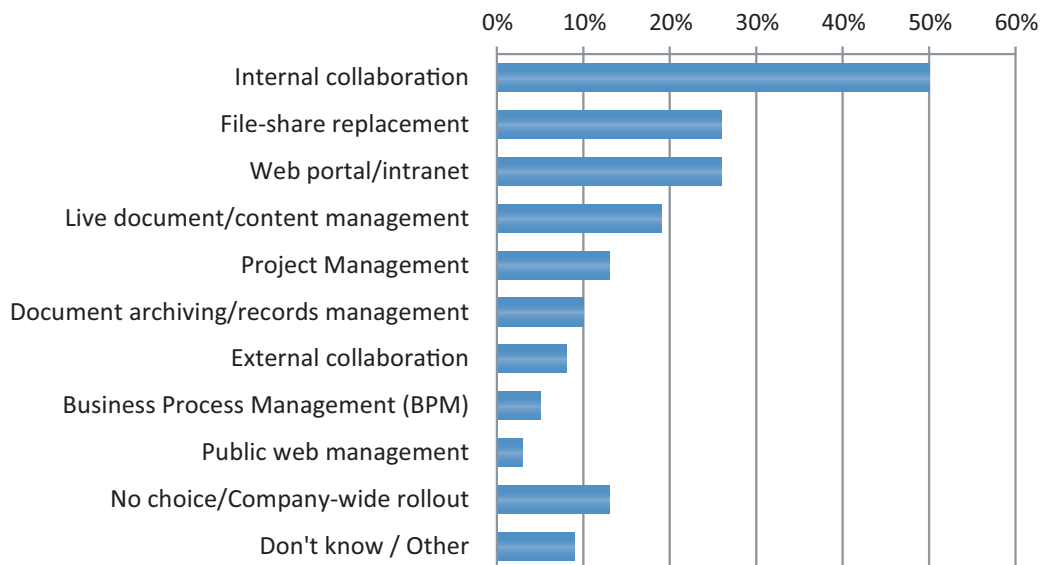 0% 10% 20% 30% 40% 50% 60%
Internal collaboration
File-share replacement
Web portal/intranet
Live document/content management
Project Management
Document archiving/records management
External collaboration
Business Process Management (BPM)
Public web management
No choice/Company-wide rollout
Don't know / Other